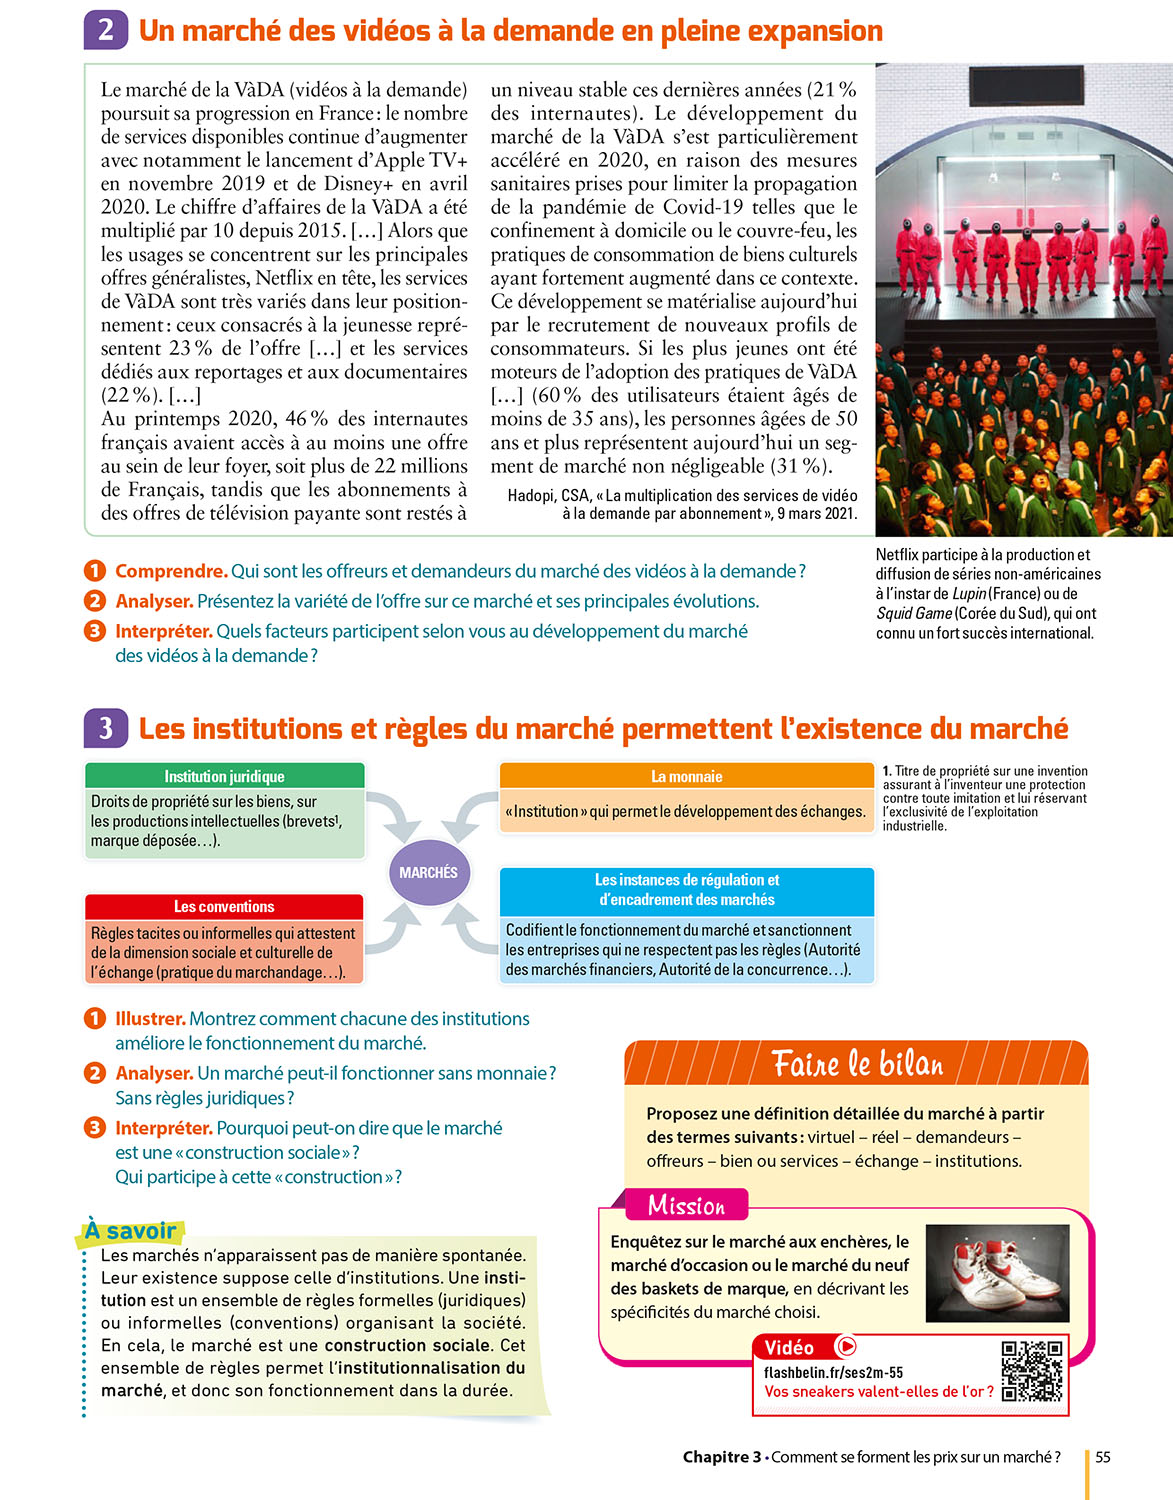 2 Un marché des vidéos à la demande en pleine expansion
Le marché de la VàDA (vidéos à la demande)
poursuit sa progression en France : le nombre
de services disponibles continue d'augmenter
avec notamment le lancement d'Apple TV+
en novembre 2019 et de Disney+ en avril
2020. Le chiffre d'affaires de la VàDA a été
multiplié par 10 depuis 2015. […] Alors que
les usages se concentrent sur les principales
offres généralistes, Netflix en tête, les services
de VàDA sont très variés dans leur position-
nement : ceux consacrés à la jeunesse repré-
sentent 23 % de l'offre […] et les services
dédiés aux reportages et aux documentaires
(22 %). […]
Au printemps 2020, 46 % des internautes
français avaient accès à au moins une offre
au sein de leur foyer, soit plus de 22 millions
de Français, tandis que les abonnements à
des offres de télévision payante sont restés à
un niveau stable ces dernières années (21 %
des internautes). Le développement du
marché de la VàDA s'est particulièrement
accéléré en 2020, en raison des mesures
sanitaires prises pour limiter la propagation
de la pandémie de Covid-19 telles que le
confinement à domicile ou le couvre-feu, les
pratiques de consommation de biens culturels
ayant fortement augmenté dans ce contexte.
Ce développement se matérialise aujourd'hui
par le recrutement de nouveaux profils de
consommateurs. Si les plus jeunes ont été
moteurs de l'adoption des pratiques de VàDA
[…] (60 % des utilisateurs étaient âgés de
moins de 35 ans), les personnes âgées de 50
ans et plus représentent aujourd'hui un seg-
ment de marché non négligeable (31 %).
Hadopi, CSA, « La multiplication des services de vidéo
à la demande par abonnement », 9 mars 2021.
Netflix participe à la production et
diffusion de séries non-américaines
à l'instar de Lupin (France) ou de
Squid Game (Corée du Sud), qui ont
connu un fort succès international.
1 Comprendre. Qui sont les offreurs et demandeurs du marché des vidéos à la demande ?
2 Analyser. Présentez la variété de l'offre sur ce marché et ses principales évolutions.
3 Interpréter. Quels facteurs participent selon vous au développement du marché
des vidéos à la demande ?
3 Les institutions et règles du marché permettent l'existence du marché
Institution juridique
Droits de propriété sur les biens, sur
les productions intellectuelles (brevets1,
marque déposée…).
La monnaie
« Institution » qui permet le développement des échanges.
1. Titre de propriété sur une invention
assurant à l'inventeur une protection
contre toute imitation et lui réservant
l'exclusivité de l'exploitation
industrielle.
MARCHÉS
Les conventions
Règles tacites ou informelles qui attestent
de la dimension sociale et culturelle de
l'échange (pratique du marchandage…).
Les instances de régulation et
d'encadrement des marchés
Codifient le fonctionnement du marché et sanctionnent
les entreprises qui ne respectent pas les règles (Autorité
des marchés financiers, Autorité de la concurrence…).
1 Illustrer. Montrez comment chacune des institutions
améliore le fonctionnement du marché.
2 Analyser. Un marché peut-il fonctionner sans monnaie ?
Sans règles juridiques ?
3 Interpréter. Pourquoi peut-on dire que le marché
est une « construction sociale » ?
Qui participe à cette « construction » ?
À savoir
Les marchés n'apparaissent pas de manière spontanée.
Leur existence suppose celle d'institutions. Une insti-
tution est un ensemble de règles formelles (juridiques)
ou informelles (conventions) organisant la société.
En cela, le marché est une construction sociale. Cet
ensemble de règles permet l'institutionnalisation du
marché, et donc son fonctionnement dans la durée.
Faire le bilan
Proposez une définition détaillée du marché à partir
des termes suivants : virtuel – réel – demandeurs –
offreurs – bien ou services – échange – institutions.
Mission
Enquêtez sur le marché aux enchères, le
marché d'occasion ou le marché du neuf
des baskets de marque, en décrivant les
spécificités du marché choisi.
Vidéo
flashbelin.fr/ses2m-55
Vos sneakers valent-elles de l'or ?
Chapitre 3 • Comment se forment les prix sur un marché ? 55